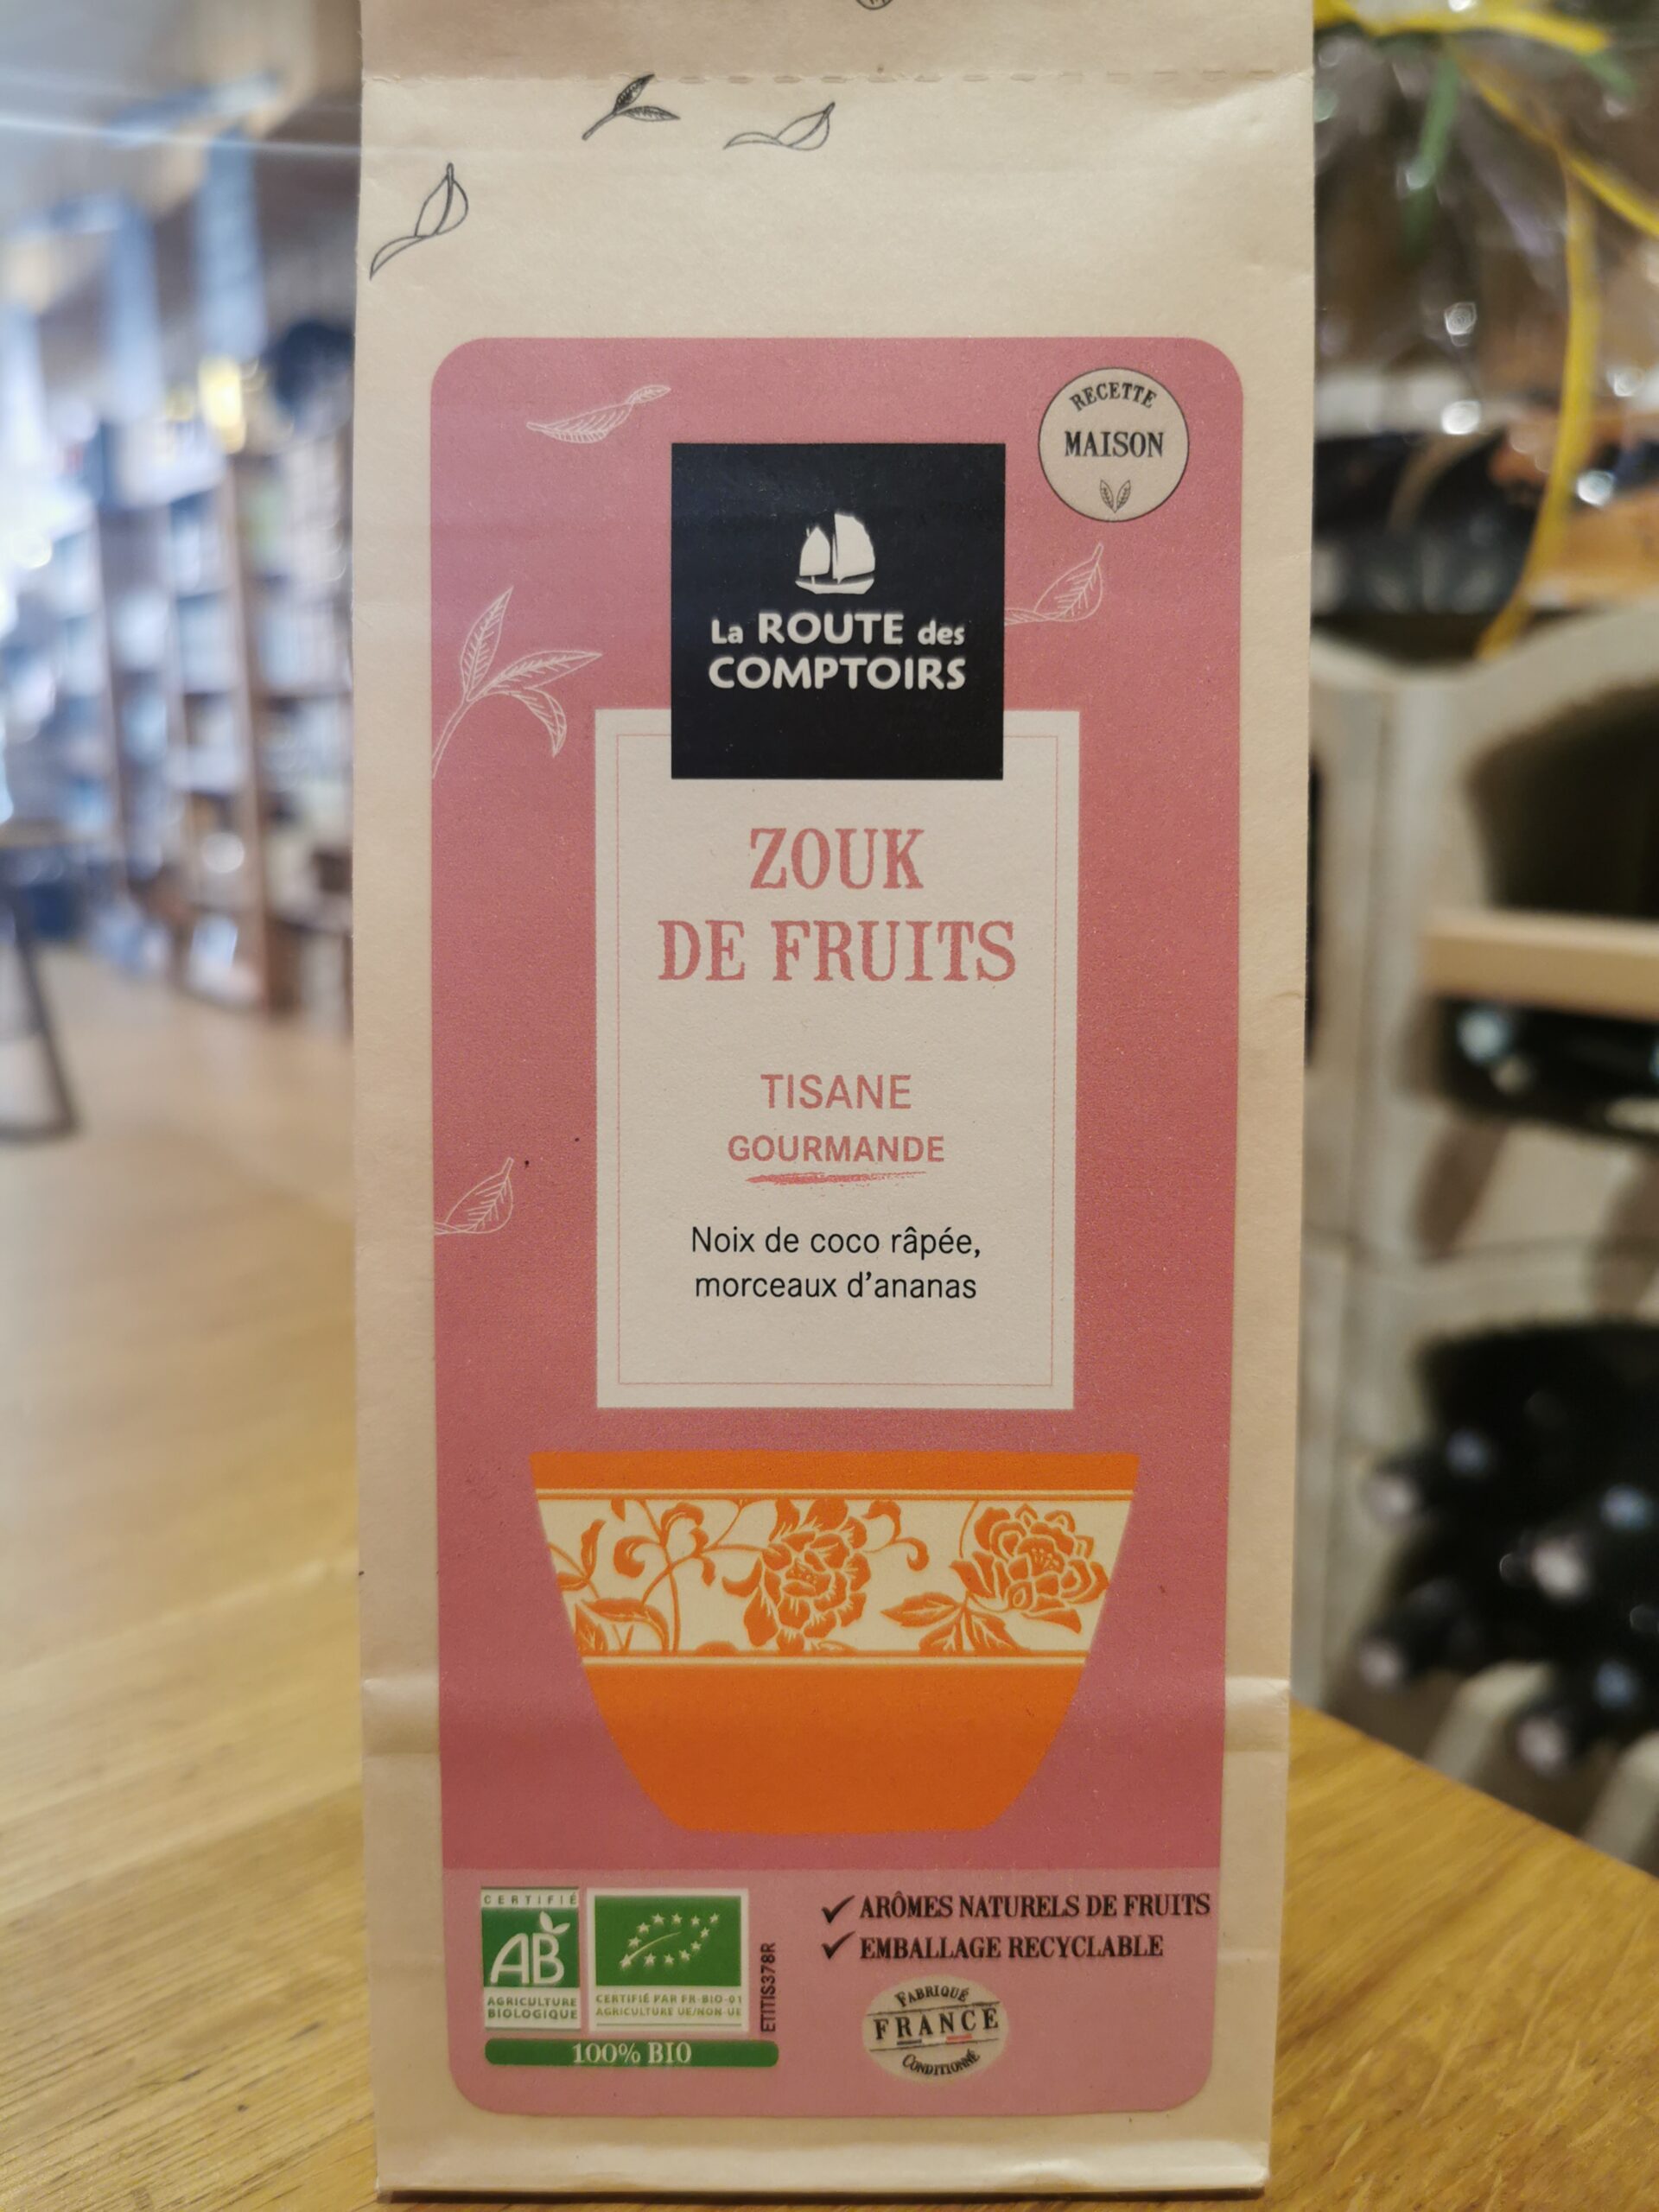 RECETTE
MAISON
La ROUTE des
COMPTOIRS
ZOUK
DE FRUITS
TISANE
GOURMANDE
Noix de coco râpée,
morceaux d'ananas
CERTIFIÉ
AB
AGRICULTURE
BIOLOGIQUE
CERTIFIÉ PAR FR-BIO-01
AGRICULTURE UE/NON-UE
100% BIO
ETITIS378R
ARÔMES NATURELS DE FRUITS
EMBALLAGE RECYCLABLE
FABRIQUÉ
FRANCE
CONDITIONNÉ